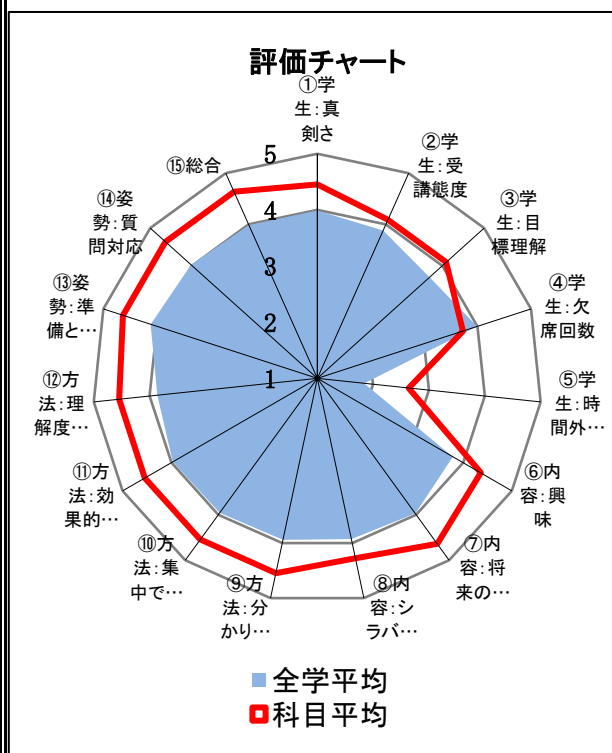 評価チャート
①学
生:真
剣さ
②学
生:受
講態度
③学
生:目
標理解
④学
生:欠
席回数
⑤学
生:時
間外…
⑥内
容:興
味
⑦内
容:将
来の…
⑧内
容:シ
ラバ…
⑨方
法:分
かり…
⑩方
法:集
中で…
⑪方
法:効
果的…
⑫方
法:理
解度…
⑬姿
勢:準
備と…
⑭姿
勢:質
問対応
⑮総合
5
4
3
2
1
全学平均
科目平均